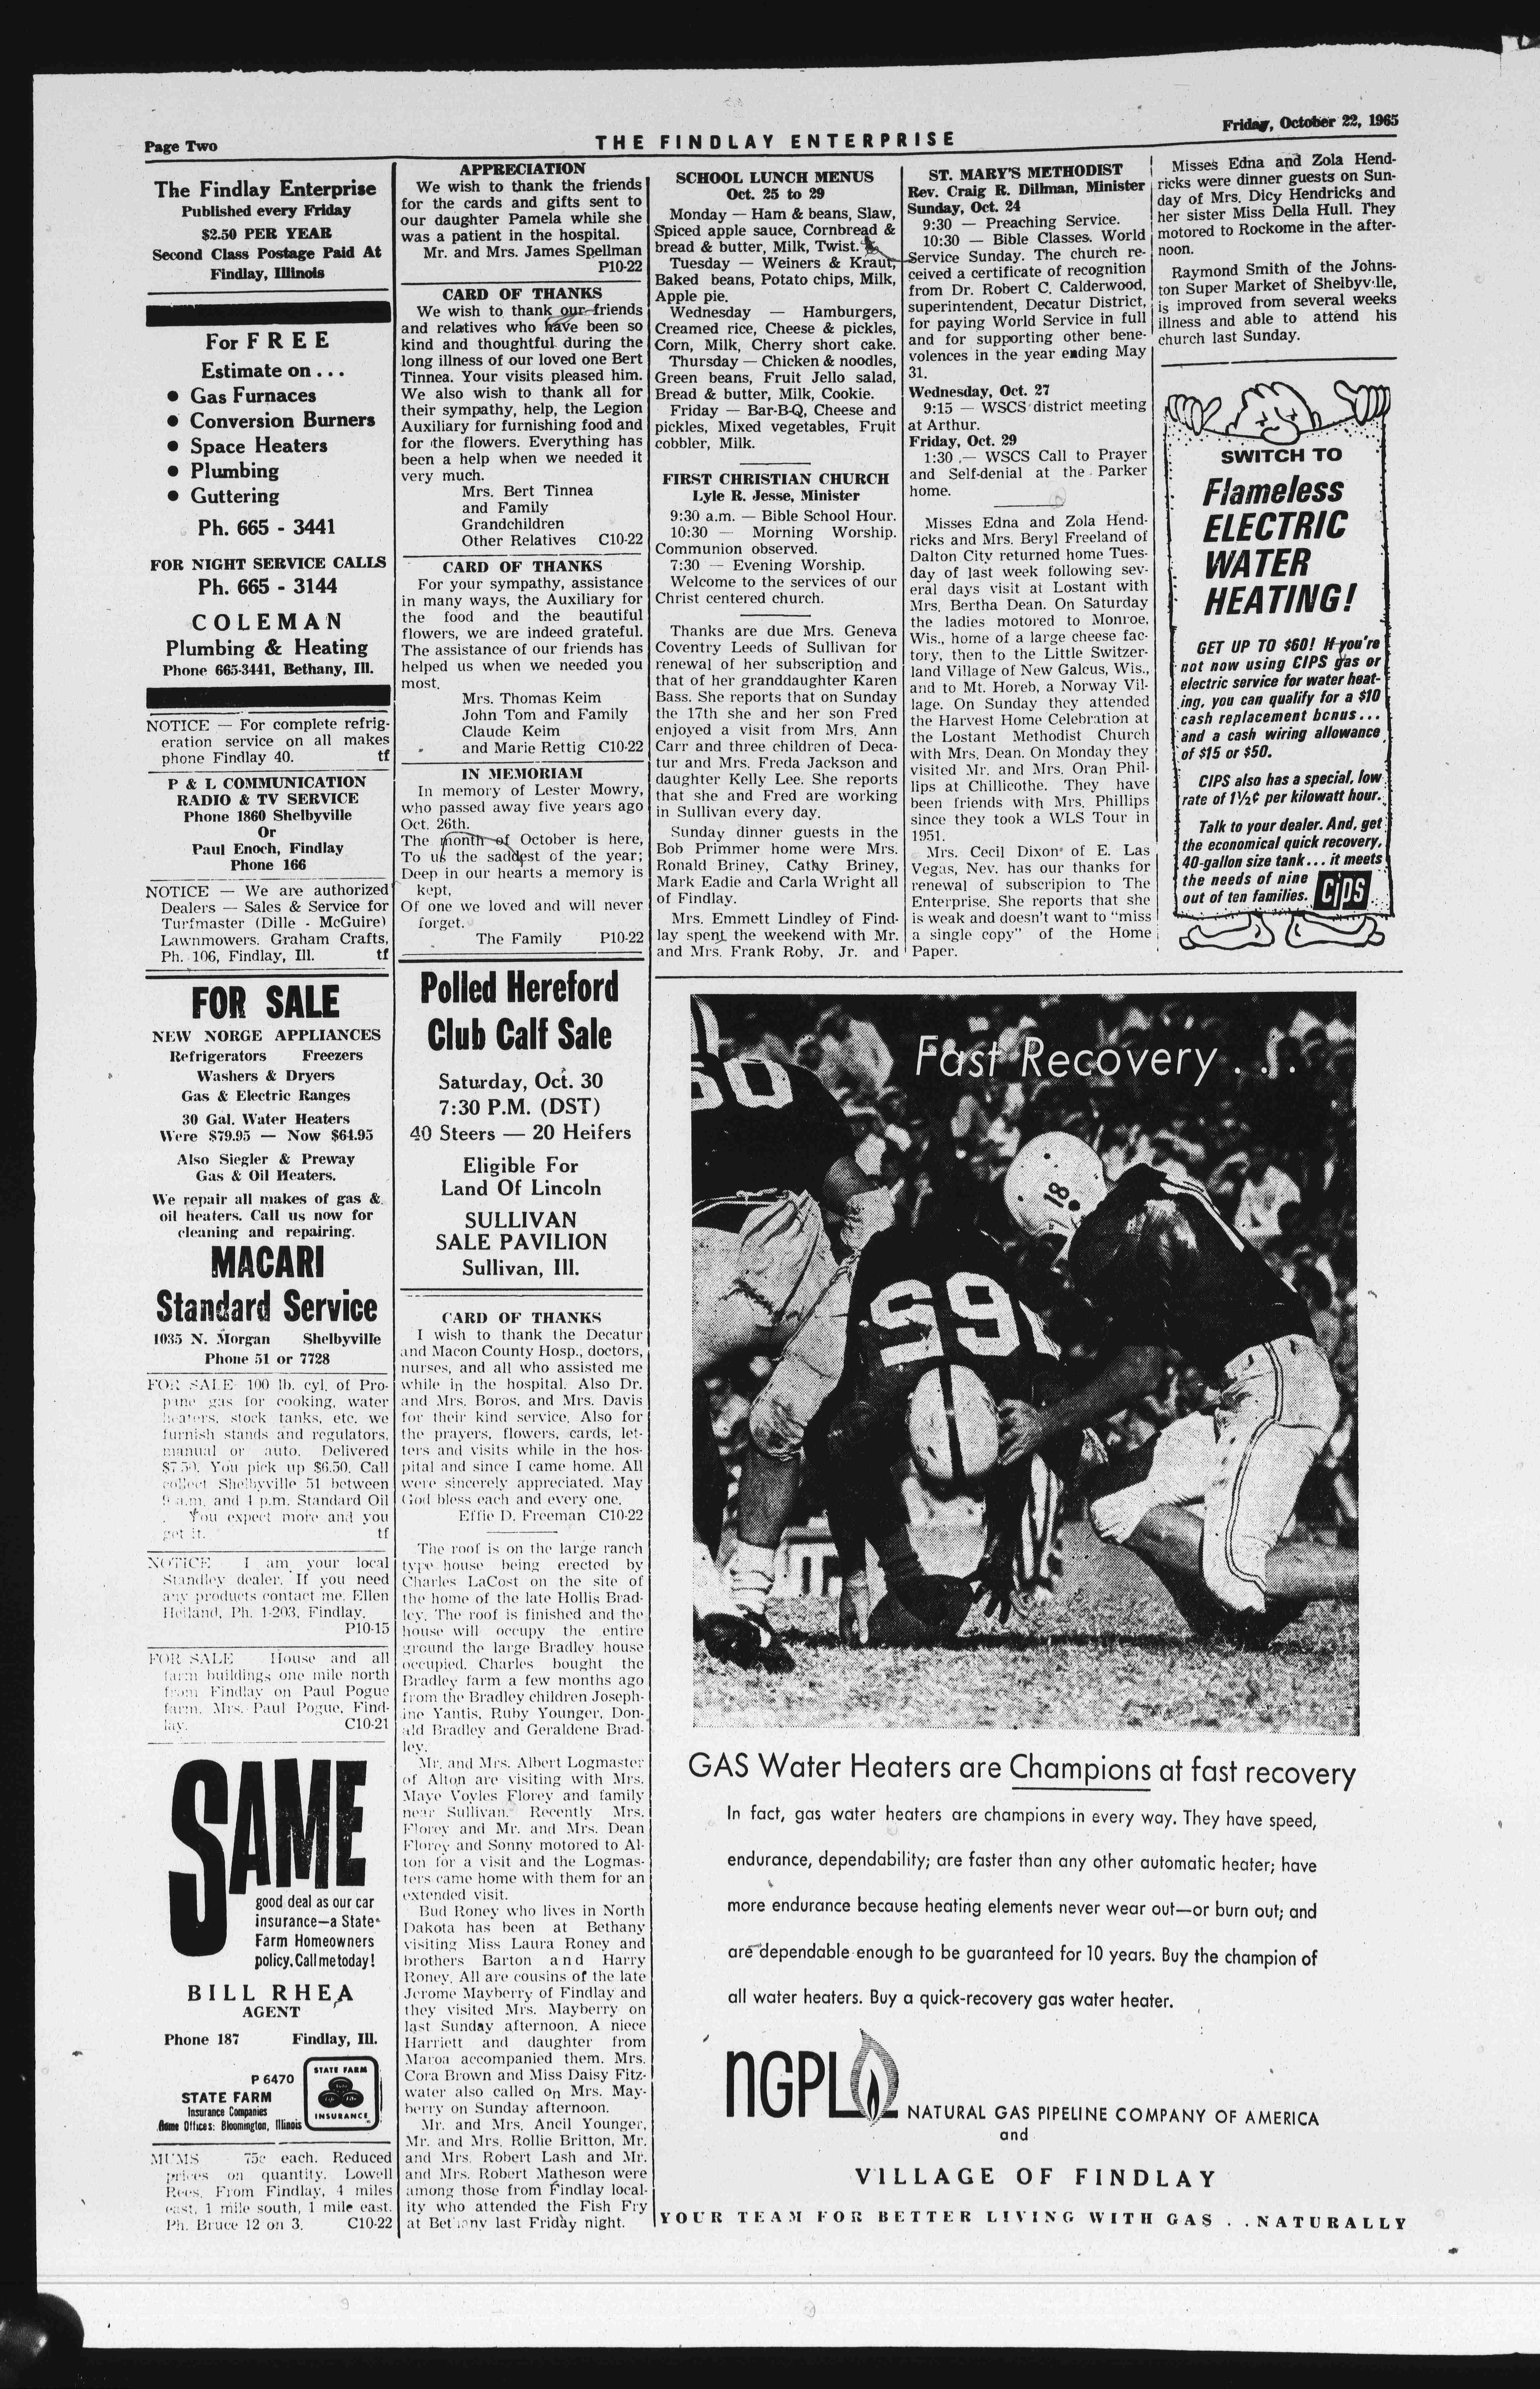 Page Two
THE FINDLAY ENTERPRISE
Friday, October 22, 1965
The Findlay Enterprise
Published every Friday
$2.50 PER YEAR
Second Class Postage Paid At
Findlay, Illinois
For FREE
Estimate on . . .
● Gas Furnaces
● Conversion Burners
● Space Heaters
● Plumbing
● Guttering
Ph. 665 - 3441
FOR NIGHT SERVICE CALLS
Ph. 665 - 3144
COLEMAN
Plumbing & Heating
Phone 665-3441, Bethany, Ill.
NOTICE — For complete refrig-
eration service on all makes
phone Findlay 40. tf
P & L COMMUNICATION
RADIO & TV SERVICE
Phone 1860 Shelbyville
Or
Paul Enoch, Findlay
Phone 166
NOTICE — We are authorized
Dealers — Sales & Service for
Turfmaster (Dille - McGuire)
Lawnmowers. Graham Crafts,
Ph. 106, Findlay, Ill. tf
FOR SALE
NEW NORGE APPLIANCES
Refrigerators Freezers
Washers & Dryers
Gas & Electric Ranges
30 Gal. Water Heaters
Were $79.95 — Now $64.95
Also Siegler & Preway
Gas & Oil Heaters.
We repair all makes of gas &
oil heaters. Call us now for
cleaning and repairing.
MACARI
Standard Service
1035 N. Morgan Shelbyville
Phone 51 or 7728
FOR SALE 100 lb. cyl. of Pro-
pane gas for cooking, water
heaters, stock tanks, etc. we
furnish stands and regulators,
manual or auto. Delivered
$7.50. You pick up $6.50. Call
collect Shelbyville 51 between
9 a.m. and 4 p.m. Standard Oil
. You expect more and you
get it. tf
NOTICE I am your local
Standley dealer. If you need
any products contact me. Ellen
Heiland, Ph. 1-203, Findlay.
P10-15
FOR SALE House and all
farm buildings one mile north
from Findlay on Paul Pogue
farm. Mrs. Paul Pogue, Find-
lay. C10-21
SAME
good deal as our car
insurance—a State
Farm Homeowners
policy. Call me today!
BILL RHEA
AGENT
Phone 187 Findlay, Ill.
P 6470
STATE FARM
Insurance Companies
Home Offices: Bloomington, Illinois
STATE FARM
INSURANCE
MUMS 75c each. Reduced
prices on quantity. Lowell
Rees. From Findlay, 4 miles
east, 1 mile south, 1 mile east.
Ph. Bruce 12 on 3. C10-22
APPRECIATION
We wish to thank the friends
for the cards and gifts sent to
our daughter Pamela while she
was a patient in the hospital.
Mr. and Mrs. James Spellman
P10-22
CARD OF THANKS
We wish to thank our friends
and relatives who have been so
kind and thoughtful during the
long illness of our loved one Bert
Tinnea. Your visits pleased him.
We also wish to thank all for
their sympathy, help, the Legion
Auxiliary for furnishing food and
for the flowers. Everything has
been a help when we needed it
very much.
Mrs. Bert Tinnea
and Family
Grandchildren
Other Relatives C10-22
CARD OF THANKS
For your sympathy, assistance
in many ways, the Auxiliary for
the food and the beautiful
flowers, we are indeed grateful.
The assistance of our friends has
helped us when we needed you
most.
Mrs. Thomas Keim
John Tom and Family
Claude Keim
and Marie Rettig C10-22
IN MEMORIAM
In memory of Lester Mowry,
who passed away five years ago
Oct. 26th.
The month of October is here,
To us the saddest of the year;
Deep in our hearts a memory is
kept,
Of one we loved and will never
forget.
The Family P10-22
Polled Hereford
Club Calf Sale
Saturday, Oct. 30
7:30 P.M. (DST)
40 Steers — 20 Heifers
Eligible For
Land Of Lincoln
SULLIVAN
SALE PAVILION
Sullivan, Ill.
CARD OF THANKS
I wish to thank the Decatur
and Macon County Hosp., doctors,
nurses, and all who assisted me
while in the hospital. Also Dr.
and Mrs. Boros, and Mrs. Davis
for their kind service. Also for
the prayers, flowers, cards, let-
ters and visits while in the hos-
pital and since I came home. All
were sincerely appreciated. May
God bless each and every one.
Effie D. Freeman C10-22
The roof is on the large ranch
type house being erected by
Charles LaCost on the site of
the home of the late Hollis Brad-
ley. The roof is finished and the
house will occupy the entire
ground the large Bradley house
occupied. Charles bought the
Bradley farm a few months ago
from the Bradley children Joseph-
ine Yantis, Ruby Younger, Don-
ald Bradley and Geraldene Brad-
ley.
Mr. and Mrs. Albert Logmaster
of Alton are visiting with Mrs.
Maye Voyles Florey and family
near Sullivan. Recently Mrs.
Florey and Mr. and Mrs. Dean
Florey and Sonny motored to Al-
ton for a visit and the Logmas-
ters came home with them for an
extended visit.
Bud Roney who lives in North
Dakota has been at Bethany
visiting Miss Laura Roney and
brothers Barton and Harry
Roney. All are cousins of the late
Jerome Mayberry of Findlay and
they visited Mrs. Mayberry on
last Sunday afternoon. A niece
Harriett and daughter from
Maroa accompanied them. Mrs.
Cora Brown and Miss Daisy Fitz-
water also called on Mrs. May-
berry on Sunday afternoon.
Mr. and Mrs. Ancil Younger,
Mr. and Mrs. Rollie Britton, Mr.
and Mrs. Robert Lash and Mr.
and Mrs. Robert Matheson were
among those from Findlay local-
ity who attended the Fish Fry
at Bethany last Friday night.
SCHOOL LUNCH MENUS
Oct. 25 to 29
Monday — Ham & beans, Slaw,
Spiced apple sauce, Cornbread &
bread & butter, Milk, Twist.
Tuesday — Weiners & Kraut,
Baked beans, Potato chips, Milk,
Apple pie.
Wednesday — Hamburgers,
Creamed rice, Cheese & pickles,
Corn, Milk, Cherry short cake.
Thursday — Chicken & noodles,
Green beans, Fruit Jello salad,
Bread & butter, Milk, Cookie.
Friday — Bar-B-Q, Cheese and
pickles, Mixed vegetables, Fruit
cobbler, Milk.
FIRST CHRISTIAN CHURCH
Lyle R. Jesse, Minister
9:30 a.m. — Bible School Hour.
10:30 — Morning Worship.
Communion observed.
7:30 — Evening Worship.
Welcome to the services of our
Christ centered church.
Thanks are due Mrs. Geneva
Coventry Leeds of Sullivan for
renewal of her subscription and
that of her granddaughter Karen
Bass. She reports that on Sunday
the 17th she and her son Fred
enjoyed a visit from Mrs. Ann
Carr and three children of Deca-
tur and Mrs. Freda Jackson and
daughter Kelly Lee. She reports
that she and Fred are working
in Sullivan every day.
Sunday dinner guests in the
Bob Primmer home were Mrs.
Ronald Briney, Cathy Briney,
Mark Eadie and Carla Wright all
of Findlay.
Mrs. Emmett Lindley of Find-
lay spent the weekend with Mr.
and Mrs. Frank Roby, Jr. and
ST. MARY'S METHODIST
Rev. Craig R. Dillman, Minister
Sunday, Oct. 24
9:30 — Preaching Service.
10:30 — Bible Classes. World
Service Sunday. The church re-
ceived a certificate of recognition
from Dr. Robert C. Calderwood,
superintendent, Decatur District,
for paying World Service in full
and for supporting other bene-
volences in the year ending May
31.
Wednesday, Oct. 27
9:15 — WSCS district meeting
at Arthur.
Friday, Oct. 29
1:30 — WSCS Call to Prayer
and Self-denial at the Parker
home.
Misses Edna and Zola Hend-
ricks and Mrs. Beryl Freeland of
Dalton City returned home Tues-
day of last week following sev-
eral days visit at Lostant with
Mrs. Bertha Dean. On Saturday
the ladies motored to Monroe,
Wis., home of a large cheese fac-
tory, then to the Little Switzer-
land Village of New Galcus, Wis.,
and to Mt. Horeb, a Norway Vil-
lage. On Sunday they attended
the Harvest Home Celebration at
the Lostant Methodist Church
with Mrs. Dean. On Monday they
visited Mr. and Mrs. Oran Phil-
lips at Chillicothe. They have
been friends with Mrs. Phillips
since they took a WLS Tour in
1951.
Mrs. Cecil Dixon of E. Las
Vegas, Nev. has our thanks for
renewal of subscripion to The
Enterprise. She reports that she
is weak and doesn't want to "miss
a single copy" of the Home
Paper.
Misses Edna and Zola Hend-
ricks were dinner guests on Sun-
day of Mrs. Dicy Hendricks and
her sister Miss Della Hull. They
motored to Rockome in the after-
noon.
Raymond Smith of the Johns-
ton Super Market of Shelbyville,
is improved from several weeks
illness and able to attend his
church last Sunday.
SWITCH TO
Flameless
ELECTRIC
WATER
HEATING!
GET UP TO $60! If you're
not now using CIPS gas or
electric service for water heat-
ing, you can qualify for a $10
cash replacement bonus...
and a cash wiring allowance
of $15 or $50.
CIPS also has a special, low
rate of 1½¢ per kilowatt hour.
Talk to your dealer. And, get
the economical quick recovery,
40-gallon size tank... it meets
the needs of nine
out of ten families.
CIPS
Fast Recovery . . .
60
18
65
GAS Water Heaters are Champions at fast recovery
In fact, gas water heaters are champions in every way. They have speed,
endurance, dependability; are faster than any other automatic heater; have
more endurance because heating elements never wear out—or burn out; and
are dependable enough to be guaranteed for 10 years. Buy the champion of
all water heaters. Buy a quick-recovery gas water heater.
NGPL
NATURAL GAS PIPELINE COMPANY OF AMERICA
and
VILLAGE OF FINDLAY
YOUR TEAM FOR BETTER LIVING WITH GAS . . NATURALLY